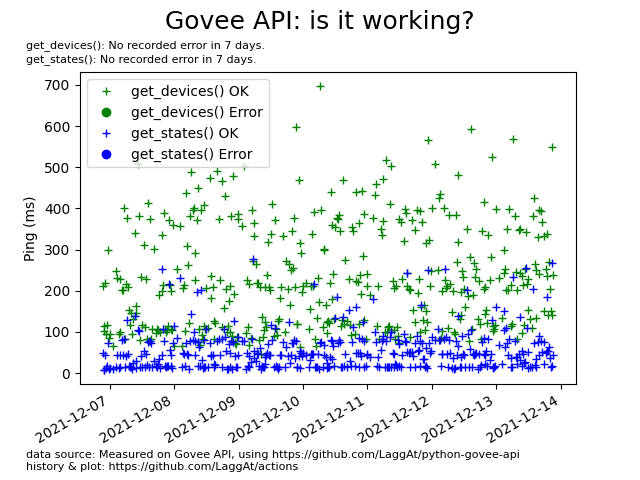 Govee API: is it working?
get_devices(): No recorded error in 7 days.
get_states(): No recorded error in 7 days.
get_devices() OK
get_devices() Error
get_states() OK
get_states() Error
Ping (ms)
700
600
500
400
300
200
100
0
2021-12-07
2021-12-08
2021-12-09
2021-12-10
2021-12-11
2021-12-12
2021-12-13
2021-12-14
data source: Measured on Govee API, using https://github.com/LaggAt/python-govee-api
history & plot: https://github.com/LaggAt/actions